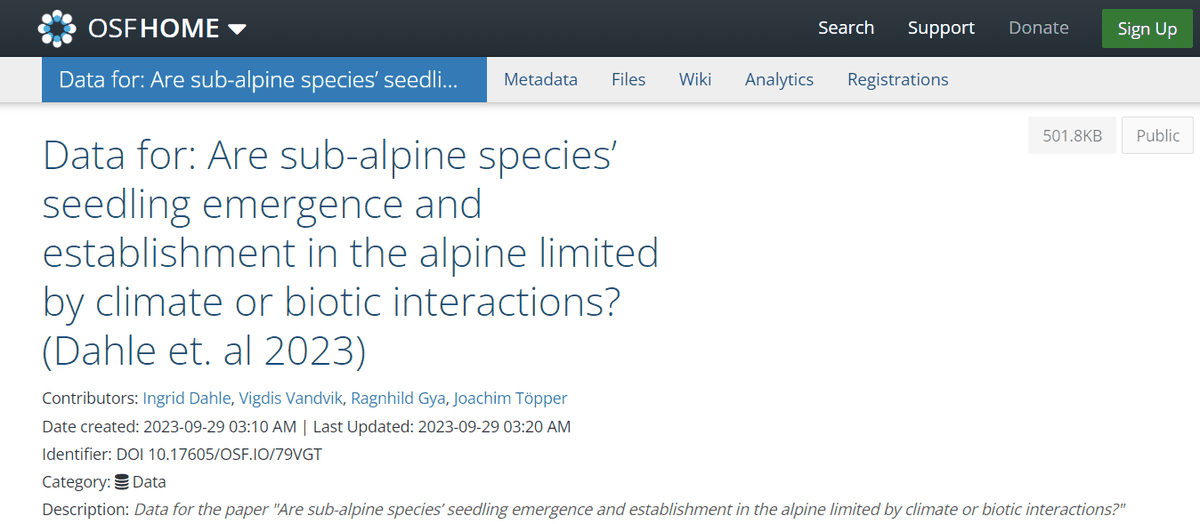 OSFHOME Search Support Donate Sign Up
Data for: Are sub-alpine species’ seedli... Metadata Files Wiki Analytics Registrations
501.8KB Public
Data for: Are sub-alpine species’
seedling emergence and
establishment in the alpine limited
by climate or biotic interactions?
(Dahle et. al 2023)
Contributors: Ingrid Dahle, Vigdis Vandvik, Ragnhild Gya, Joachim Töpper
Date created: 2023-09-29 03:10 AM | Last Updated: 2023-09-29 03:20 AM
Identifier: DOI 10.17605/OSF.IO/79VGT
Category: Data
Description: Data for the paper "Are sub-alpine species’ seedling emergence and establishment in the alpine limited by climate or biotic interactions?"